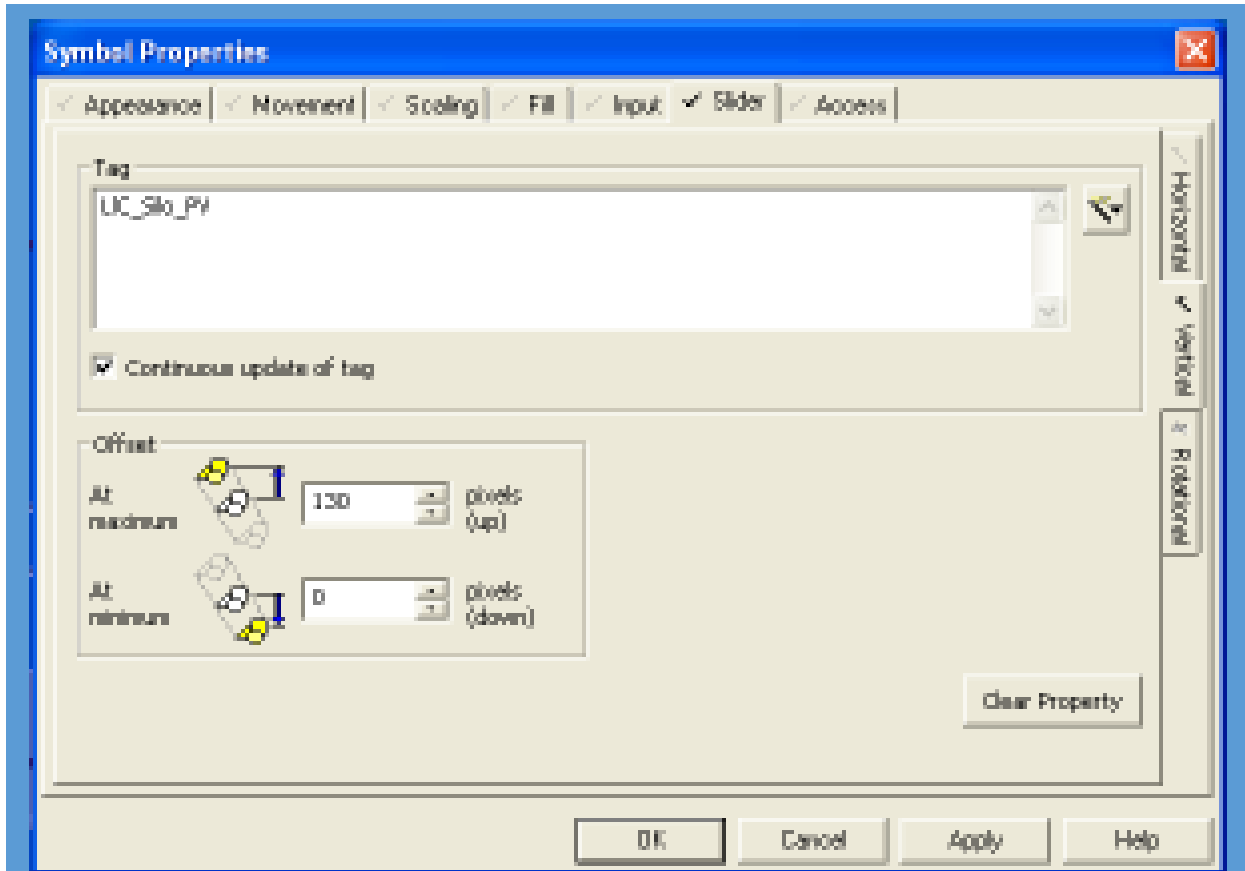 Symbol Properties
Appearance Movement Scaling Fill Input Slider Access
Tag
LIC_Silo_PV
Continuous update of tag
Horizontal
Vertical
Rotational
Offset
At
maximum
130
pixels
(up)
At
minimum
0
pixels
(down)
Clear Property
OK Cancel Apply Help